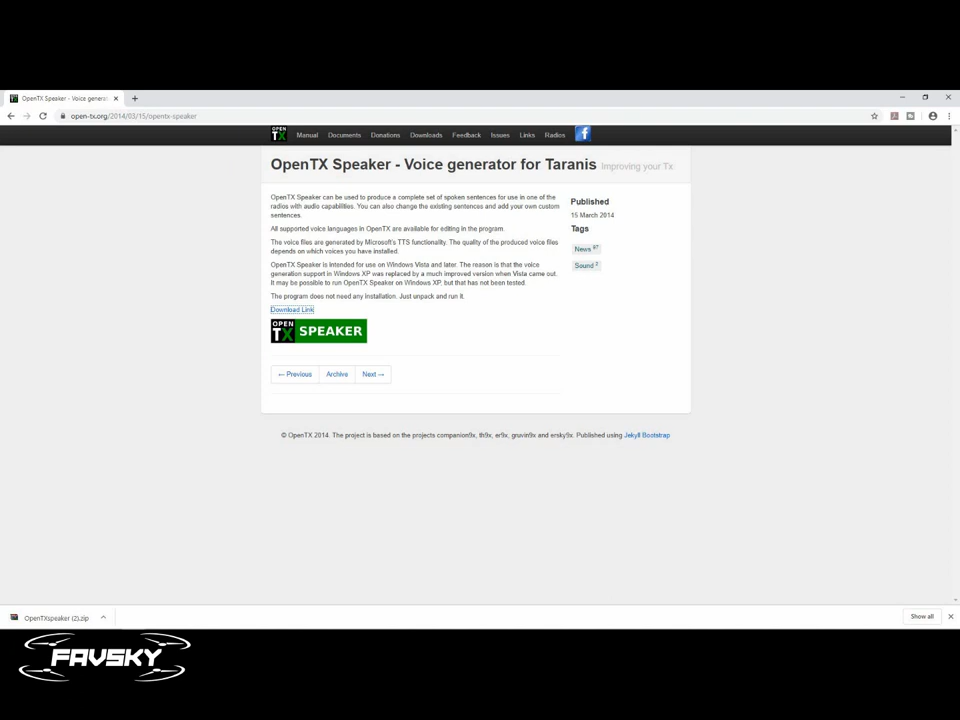 OpenTX Speaker - Voice generat
open-tx.org/2014/03/15/opentx-speaker
OPEN TX Manual Documents Donations Downloads Feedback Issues Links Radios f
OpenTX Speaker - Voice generator for Taranis Improving your Tx
OpenTX Speaker can be used to produce a complete set of spoken sentences for use in one of the
radios with audio capabilities. You can also change the existing sentences and add your own custom
sentences.
All supported voice languages in OpenTX are available for editing in the program.
The voice files are generated by Microsoft's TTS functionality. The quality of the produced voice files
depends on which voices you have installed.
OpenTX Speaker is intended for use on Windows Vista and later. The reason is that the voice
generation support in Windows XP was replaced by a much improved version when Vista came out.
It may be possible to run OpenTX Speaker on Windows XP, but that has not been tested.
The program does not need any installation. Just unpack and run it.
Download Link
OPEN TX SPEAKER
← Previous Archive Next →
Published
15 March 2014
Tags
News 87
Sound 2
© OpenTX 2014. The project is based on the projects companion9x, th9x, er9x, gruvin9x and ersky9x. Published using Jekyll Bootstrap
OpenTXspeaker (2).zip
Show all
FAVSKY